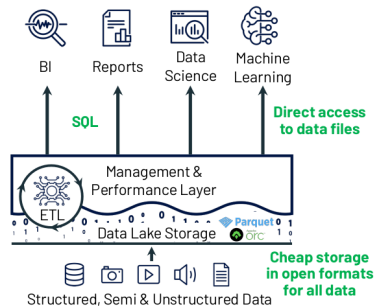 BI
Reports
Data
Science
Machine
Learning
SQL
Direct access
to data files
Management &
Performance Layer
ETL
Data Lake Storage
Parquet
orc
Cheap storage
in open formats
for all data
Structured, Semi & Unstructured Data